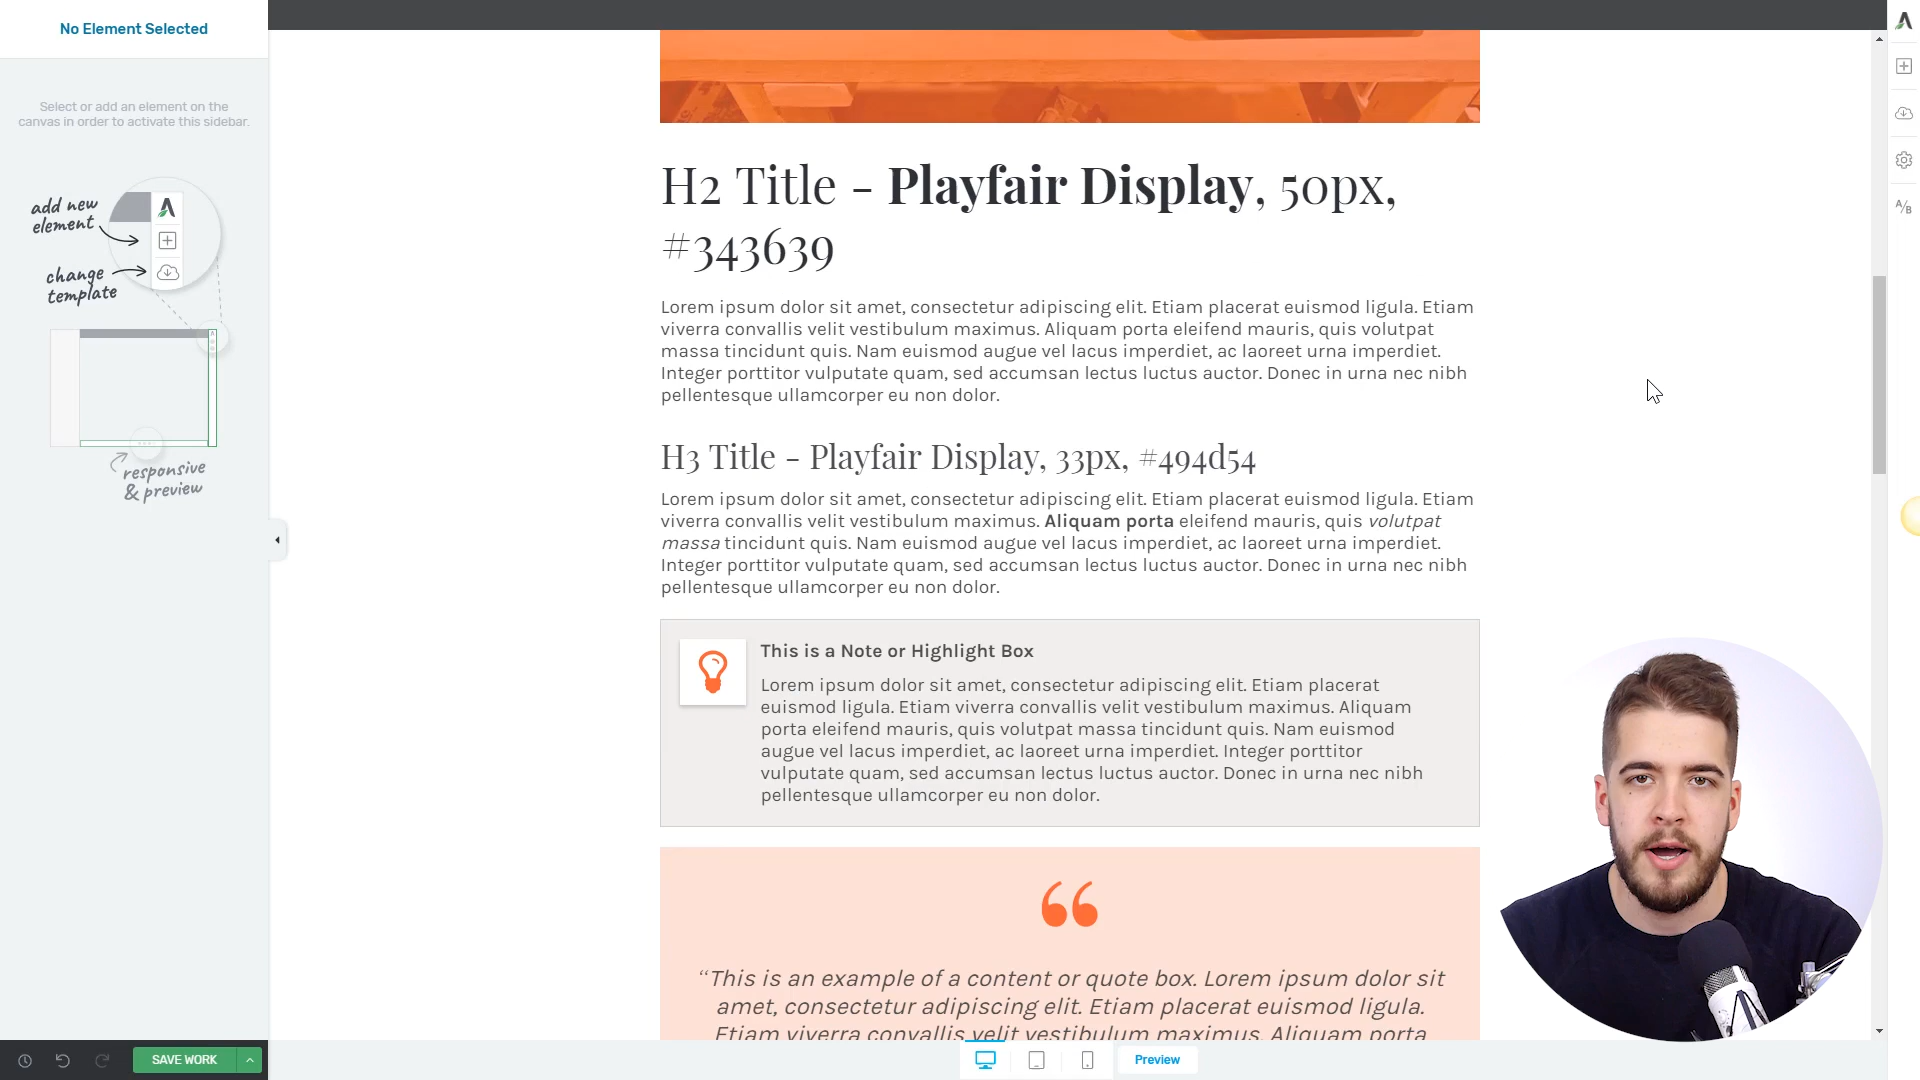 No Element Selected
Select or add an element on the
canvas in order to activate this sidebar.
add new
element
change
template
responsive
& preview
H2 Title - Playfair Display, 50px,
#343639
Lorem ipsum dolor sit amet, consectetur adipiscing elit. Etiam placerat euismod ligula. Etiam
viverra convallis velit vestibulum maximus. Aliquam porta eleifend mauris, quis volutpat
massa tincidunt quis. Nam euismod augue vel lacus imperdiet, ac laoreet urna imperdiet.
Integer porttitor vulputate quam, sed accumsan lectus luctus auctor. Donec in urna nec nibh
pellentesque ullamcorper eu non dolor.
H3 Title - Playfair Display, 33px, #494d54
Lorem ipsum dolor sit amet, consectetur adipiscing elit. Etiam placerat euismod ligula. Etiam
viverra convallis velit vestibulum maximus. Aliquam porta eleifend mauris, quis volutpat
massa tincidunt quis. Nam euismod augue vel lacus imperdiet, ac laoreet urna imperdiet.
Integer porttitor vulputate quam, sed accumsan lectus luctus auctor. Donec in urna nec nibh
pellentesque ullamcorper eu non dolor.
This is a Note or Highlight Box
Lorem ipsum dolor sit amet, consectetur adipiscing elit. Etiam placerat
euismod ligula. Etiam viverra convallis velit vestibulum maximus. Aliquam
porta eleifend mauris, quis volutpat massa tincidunt quis. Nam euismod
augue vel lacus imperdiet, ac laoreet urna imperdiet. Integer porttitor
vulputate quam, sed accumsan lectus luctus auctor. Donec in urna nec nibh
pellentesque ullamcorper eu non dolor.
“This is an example of a content or quote box. Lorem ipsum dolor sit
amet, consectetur adipiscing elit. Etiam placerat euismod ligula.
Etiam viverra convallis velit vestibulum maximus. Aliquam porta
A/B
SAVE WORK
Preview